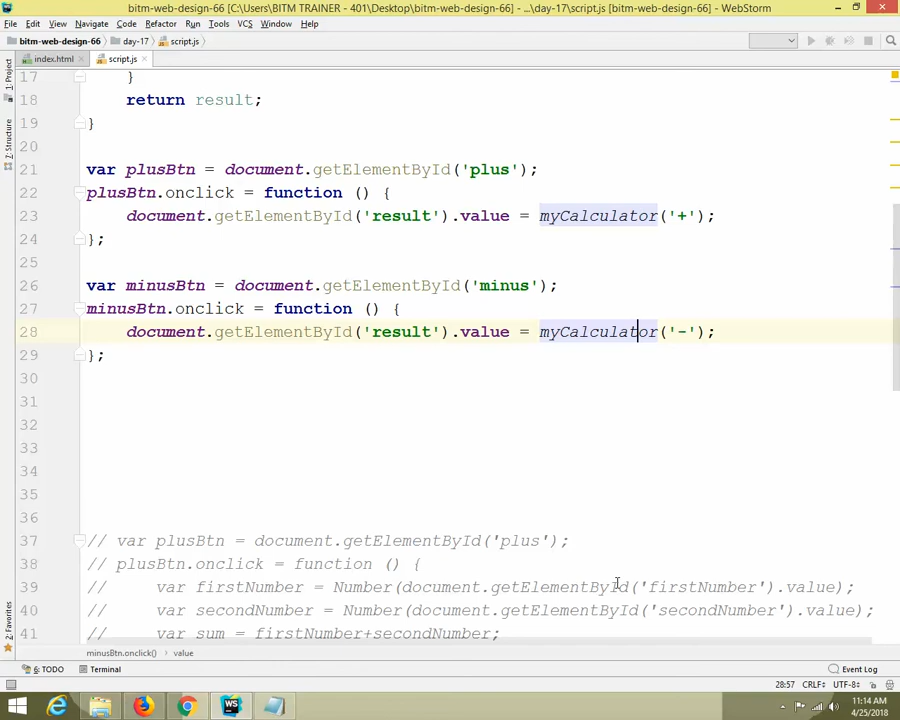 bitm-web-design-66 [C:\Users\BITM TRAINER - 401\Desktop\bitm-web-design-66] - ...\day-17\script.js [bitm-web-design-66] - WebStorm
File Edit View Navigate Code Refactor Run Tools VCS Window Help
bitm-web-design-66 day-17 script.js
index.html script.js
1: Project
7: Structure
2: Favorites
17 }
18 return result;
19 }
20
21 var plusBtn = document.getElementById('plus');
22 plusBtn.onclick = function () {
23 document.getElementById('result').value = myCalculator('+');
24 };
25
26 var minusBtn = document.getElementById('minus');
27 minusBtn.onclick = function () {
28 document.getElementById('result').value = myCalculator('-');
29 };
30
31
32
33
34
35
36
37 // var plusBtn = document.getElementById('plus');
38 // plusBtn.onclick = function () {
39 // var firstNumber = Number(document.getElementById('firstNumber').value);
40 // var secondNumber = Number(document.getElementById('secondNumber').value);
41 // var sum = firstNumber+secondNumber;
minusBtn.onclick() value
6: TODO Terminal Event Log
28:57 CRLF÷ UTF-8÷
11:14 AM
4/25/2018